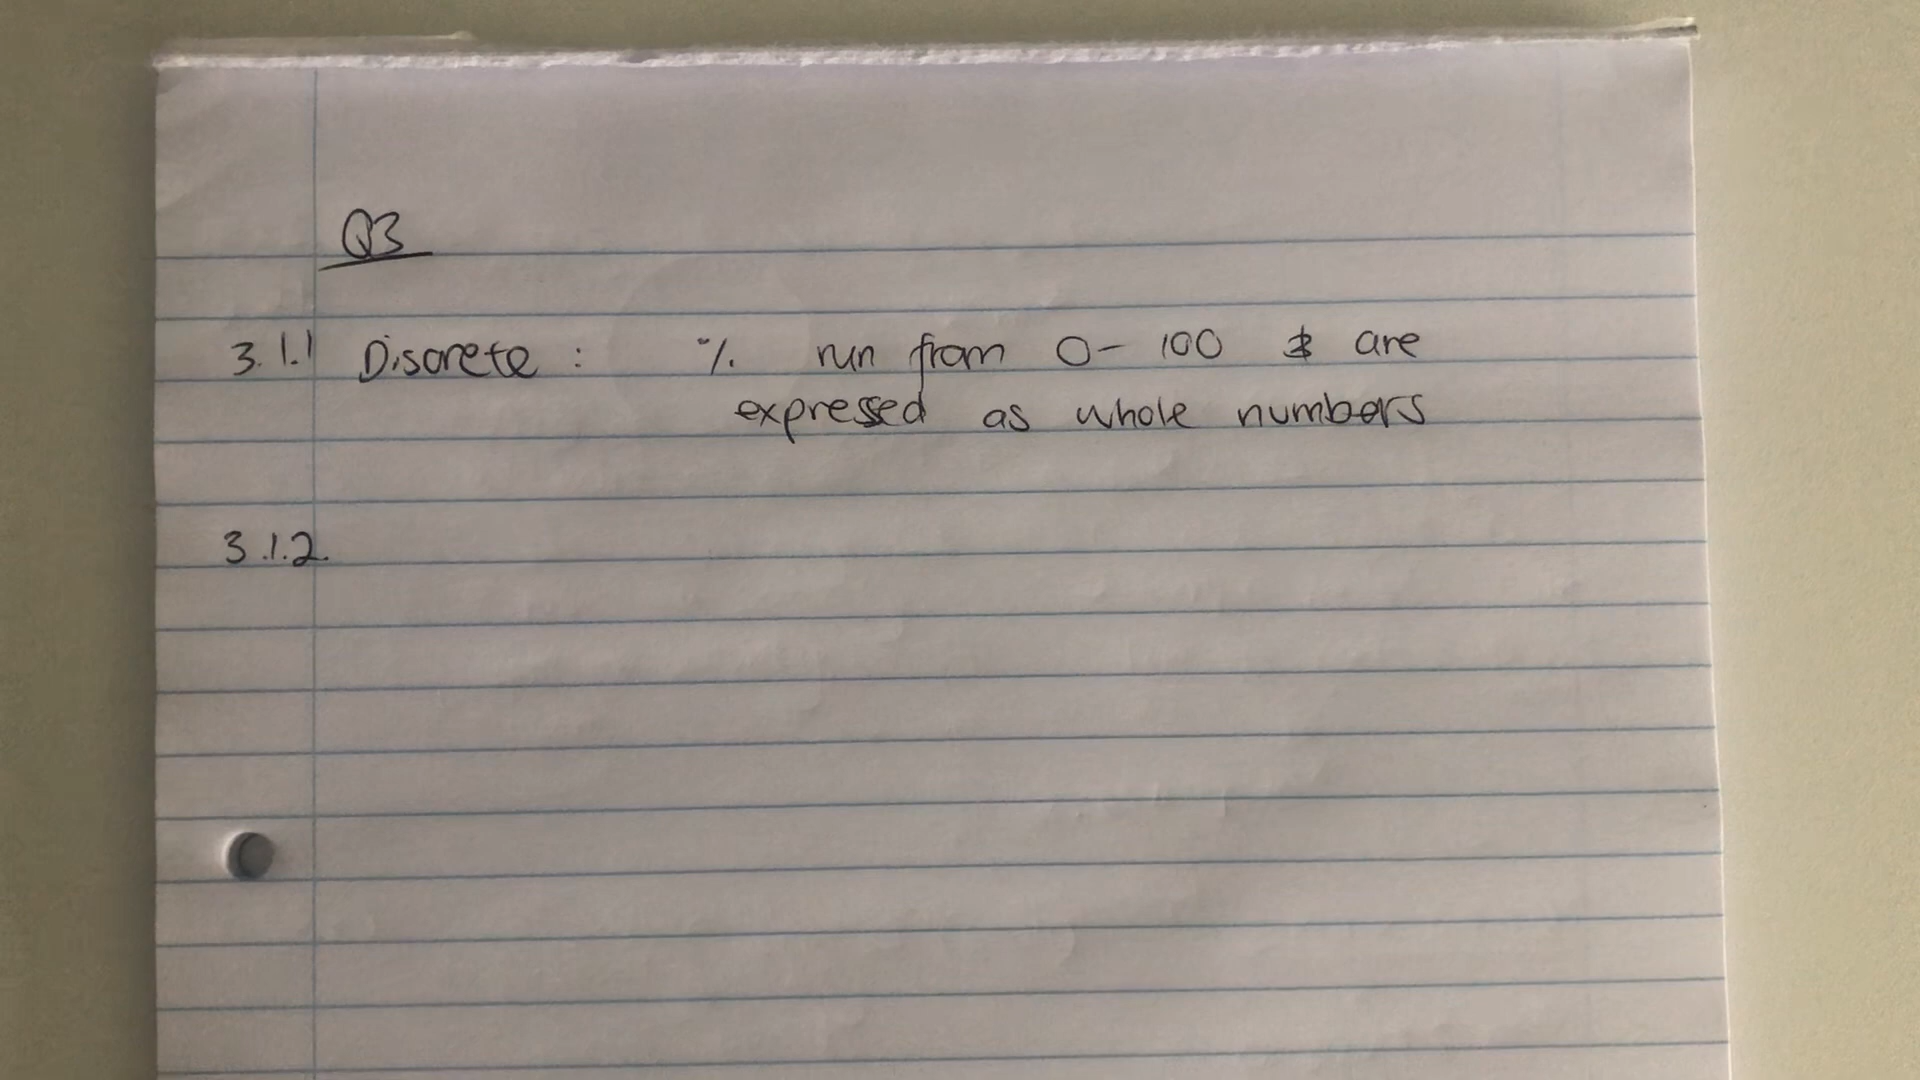 Q3
3.1.1 Discrete : % run from 0- 100 & are
expressed as whole numbers
3.1.2.